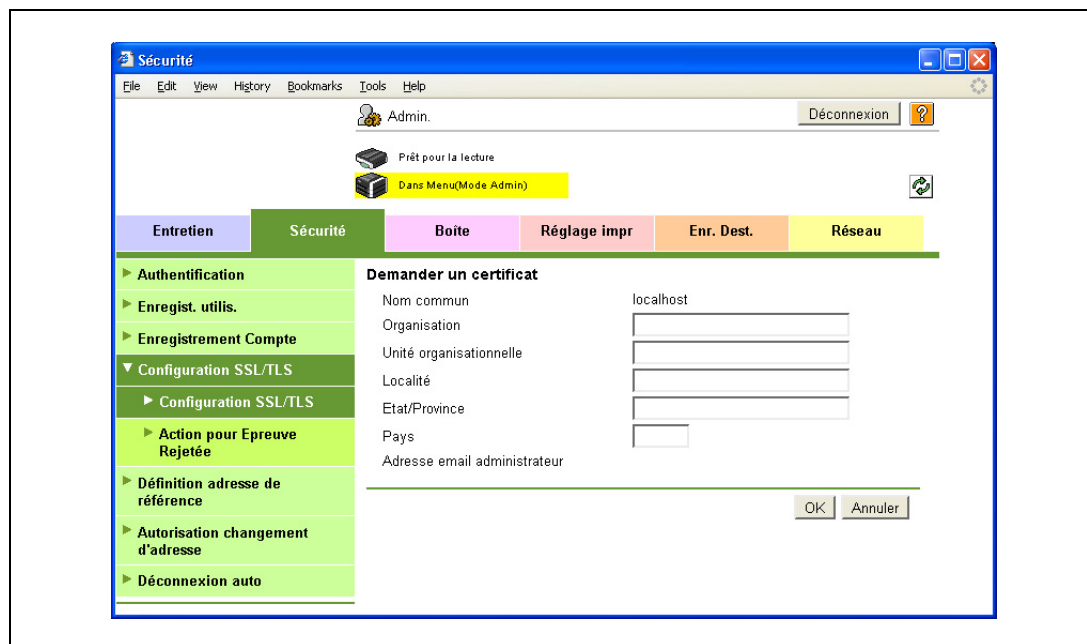 Sécurité
File Edit View History Bookmarks Tools Help
Admin. Déconnexion ?
Prêt pour la lecture
Dans Menu(Mode Admin)
Entretien Sécurité Boîte Réglage impr Enr. Dest. Réseau
Authentification
Enregist. utilis.
Enregistrement Compte
Configuration SSL/TLS
Configuration SSL/TLS
Action pour Epreuve
Rejetée
Définition adresse de
référence
Autorisation changement
d'adresse
Déconnexion auto
Demander un certificat
Nom commun localhost
Organisation
Unité organisationnelle
Localité
Etat/Province
Pays
Adresse email administrateur
OK Annuler